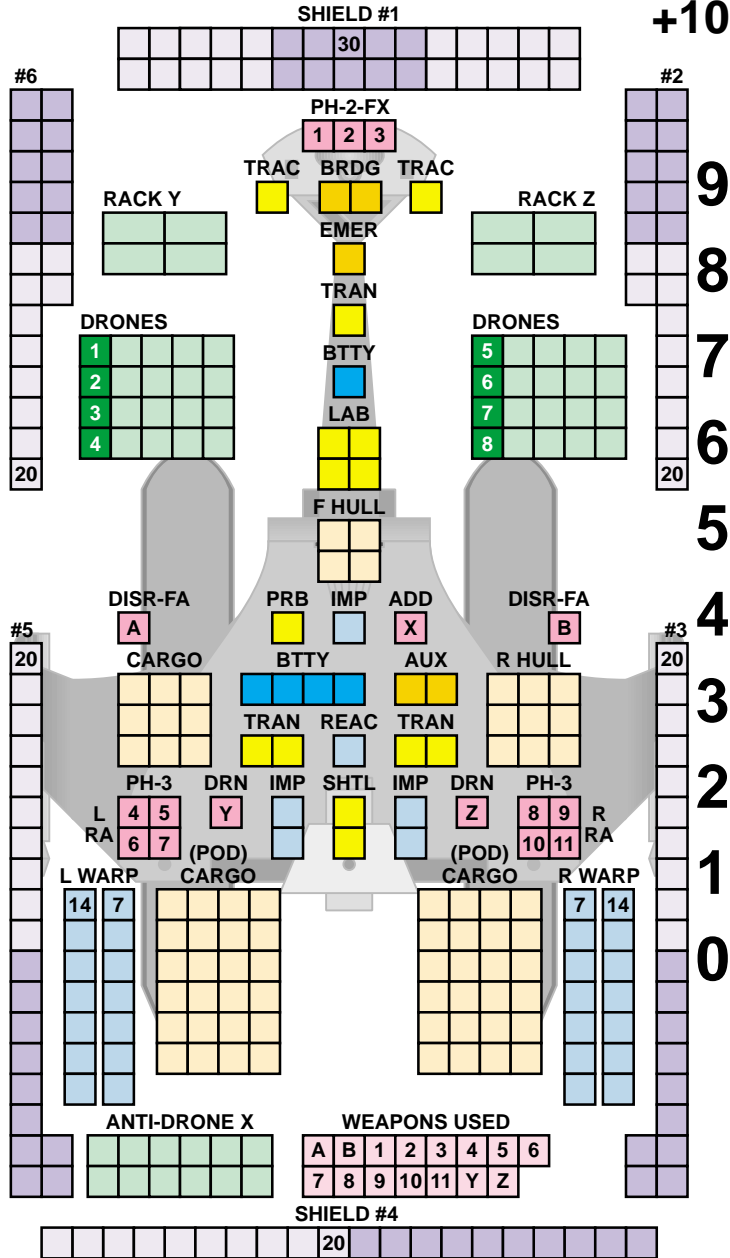 SHIELD #1
+10
30
#6
#2
PH-2-FX
1 2 3
TRAC BRDG TRAC
9
RACK Y
RACK Z
EMER
8
TRAN
DRONES
DRONES
1
5
BTTY
7
2
6
3
7
LAB
4
8
6
20
20
F HULL
5
DISR-FA PRB IMP ADD DISR-FA
4
A
X
B
#5
#3
20
20
CARGO BTTY AUX R HULL
3
TRAN REAC TRAN
PH-3 DRN IMP SHTL IMP DRN PH-3
2
L 4 5 Y Z 8 9 R
RA 6 7 10 11 RA
(POD) (POD)
L WARP CARGO CARGO R WARP
1
14 7
7 14
0
ANTI-DRONE X WEAPONS USED
A B 1 2 3 4 5 6
7 8 9 10 11 Y Z
SHIELD #4
20